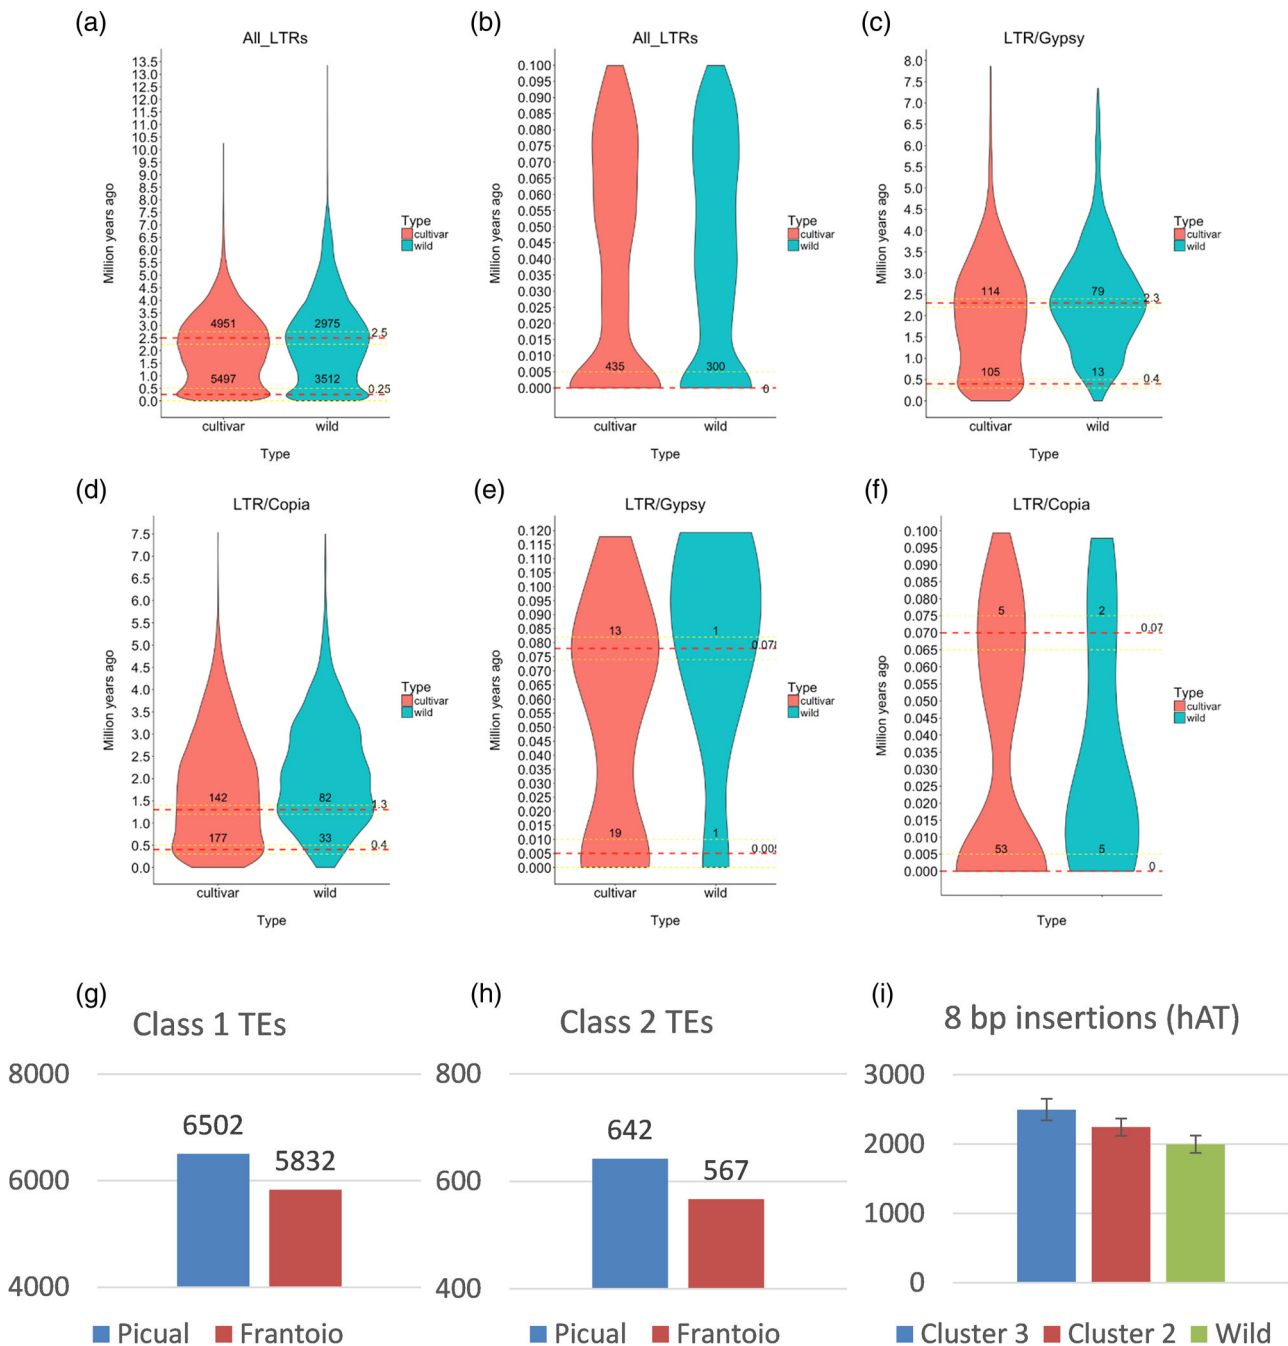 (a)
All_LTRs
13.5
13.0
12.5
12.0
11.5
11.0
10.5
10.0
9.5
9.0
8.5
8.0
7.5
7.0
6.5
6.0
5.5
5.0
4.5
4.0
3.5
3.0
2.5
2.0
1.5
1.0
0.5
0.0
Million years ago
4951
2975
2.5
5497
3512
0.25
cultivar
wild
Type
Type
cultivar
wild
(b)
All_LTRs
0.100
0.095
0.090
0.085
0.080
0.075
0.070
0.065
0.060
0.055
0.050
0.045
0.040
0.035
0.030
0.025
0.020
0.015
0.010
0.005
0.000
Million years ago
435
300
0
cultivar
wild
Type
Type
cultivar
wild
(c)
LTR/Gypsy
8.0
7.5
7.0
6.5
6.0
5.5
5.0
4.5
4.0
3.5
3.0
2.5
2.0
1.5
1.0
0.5
0.0
Million years ago
114
79
2.3
105
13
0.4
cultivar
wild
Type
Type
cultivar
wild
(d)
LTR/Copia
7.5
7.0
6.5
6.0
5.5
5.0
4.5
4.0
3.5
3.0
2.5
2.0
1.5
1.0
0.5
0.0
Million years ago
142
82
1.3
177
33
0.4
cultivar
wild
Type
Type
cultivar
wild
(e)
LTR/Gypsy
0.120
0.115
0.110
0.105
0.100
0.095
0.090
0.085
0.080
0.075
0.070
0.065
0.060
0.055
0.050
0.045
0.040
0.035
0.030
0.025
0.020
0.015
0.010
0.005
0.000
Million years ago
13
1
0.078
19
1
0.005
cultivar
wild
Type
Type
cultivar
wild
(f)
LTR/Copia
0.100
0.095
0.090
0.085
0.080
0.075
0.070
0.065
0.060
0.055
0.050
0.045
0.040
0.035
0.030
0.025
0.020
0.015
0.010
0.005
0.000
Million years ago
5
2
0.07
53
5
0
Type
Type
cultivar
wild
(g)
Class 1 TEs
8000
6000
4000
6502
5832
Picual
Frantoio
(h)
Class 2 TEs
800
600
400
642
567
Picual
Frantoio
(i)
8 bp insertions (hAT)
3000
2000
1000
0
Cluster 3
Cluster 2
Wild